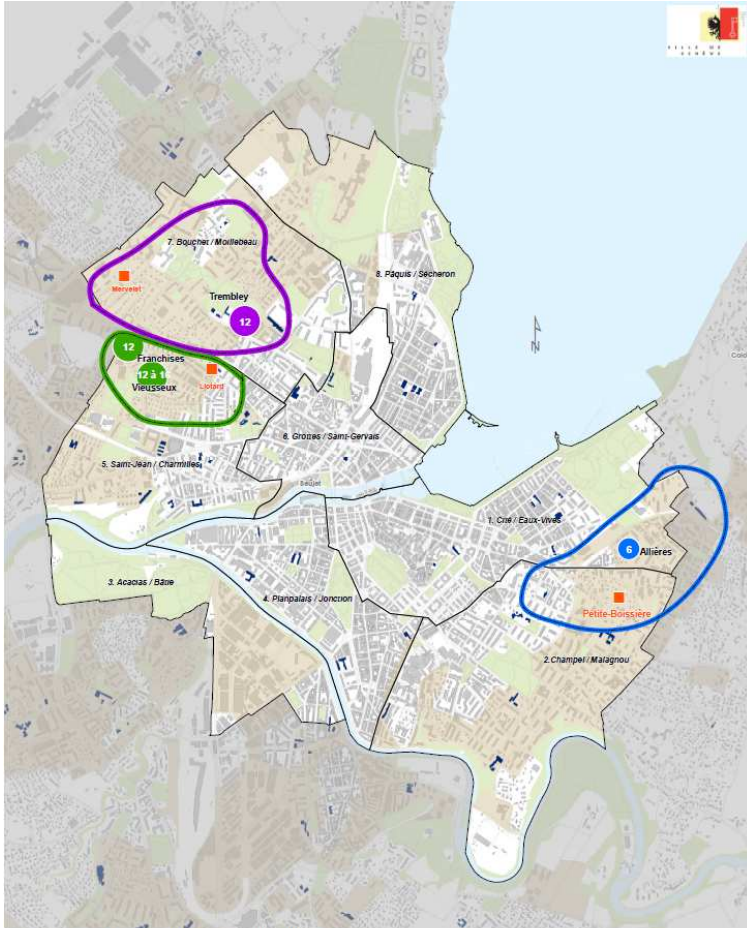 VILLE DE
GENÈVE
7. Bouchet / Moillebeau
8. Pâquis / Sécheron
Mervelet
Trembley
12
12
Franchises
12 à 1
Vieusseux
Liotard
6. Grottes / Saint-Gervais
5. Saint-Jean / Charmilles
Seujet
1. Cité / Eaux-Vives
6
Allières
3. Acacias / Bâtie
4. Plainpalais / Jonction
Petite-Boissière
2.Champel / Malagnou